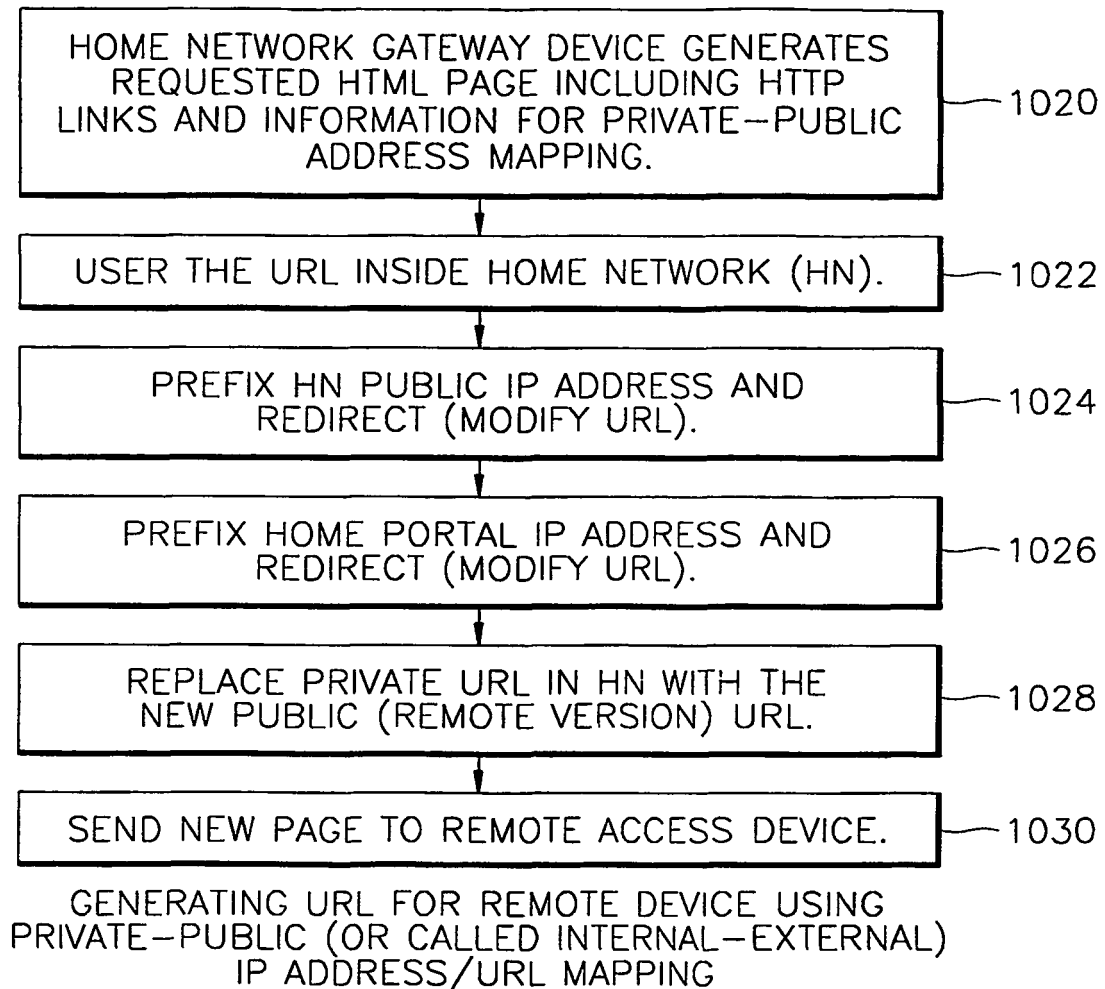 HOME NETWORK GATEWAY DEVICE GENERATES
REQUESTED HTML PAGE INCLUDING HTTP
LINKS AND INFORMATION FOR PRIVATE-PUBLIC
ADDRESS MAPPING.
1020
USER THE URL INSIDE HOME NETWORK (HN).
1022
PREFIX HN PUBLIC IP ADDRESS AND
REDIRECT (MODIFY URL).
1024
PREFIX HOME PORTAL IP ADDRESS AND
REDIRECT (MODIFY URL).
1026
REPLACE PRIVATE URL IN HN WITH THE
NEW PUBLIC (REMOTE VERSION) URL.
1028
SEND NEW PAGE TO REMOTE ACCESS DEVICE.
1030
GENERATING URL FOR REMOTE DEVICE USING
PRIVATE-PUBLIC (OR CALLED INTERNAL-EXTERNAL)
IP ADDRESS/URL MAPPING